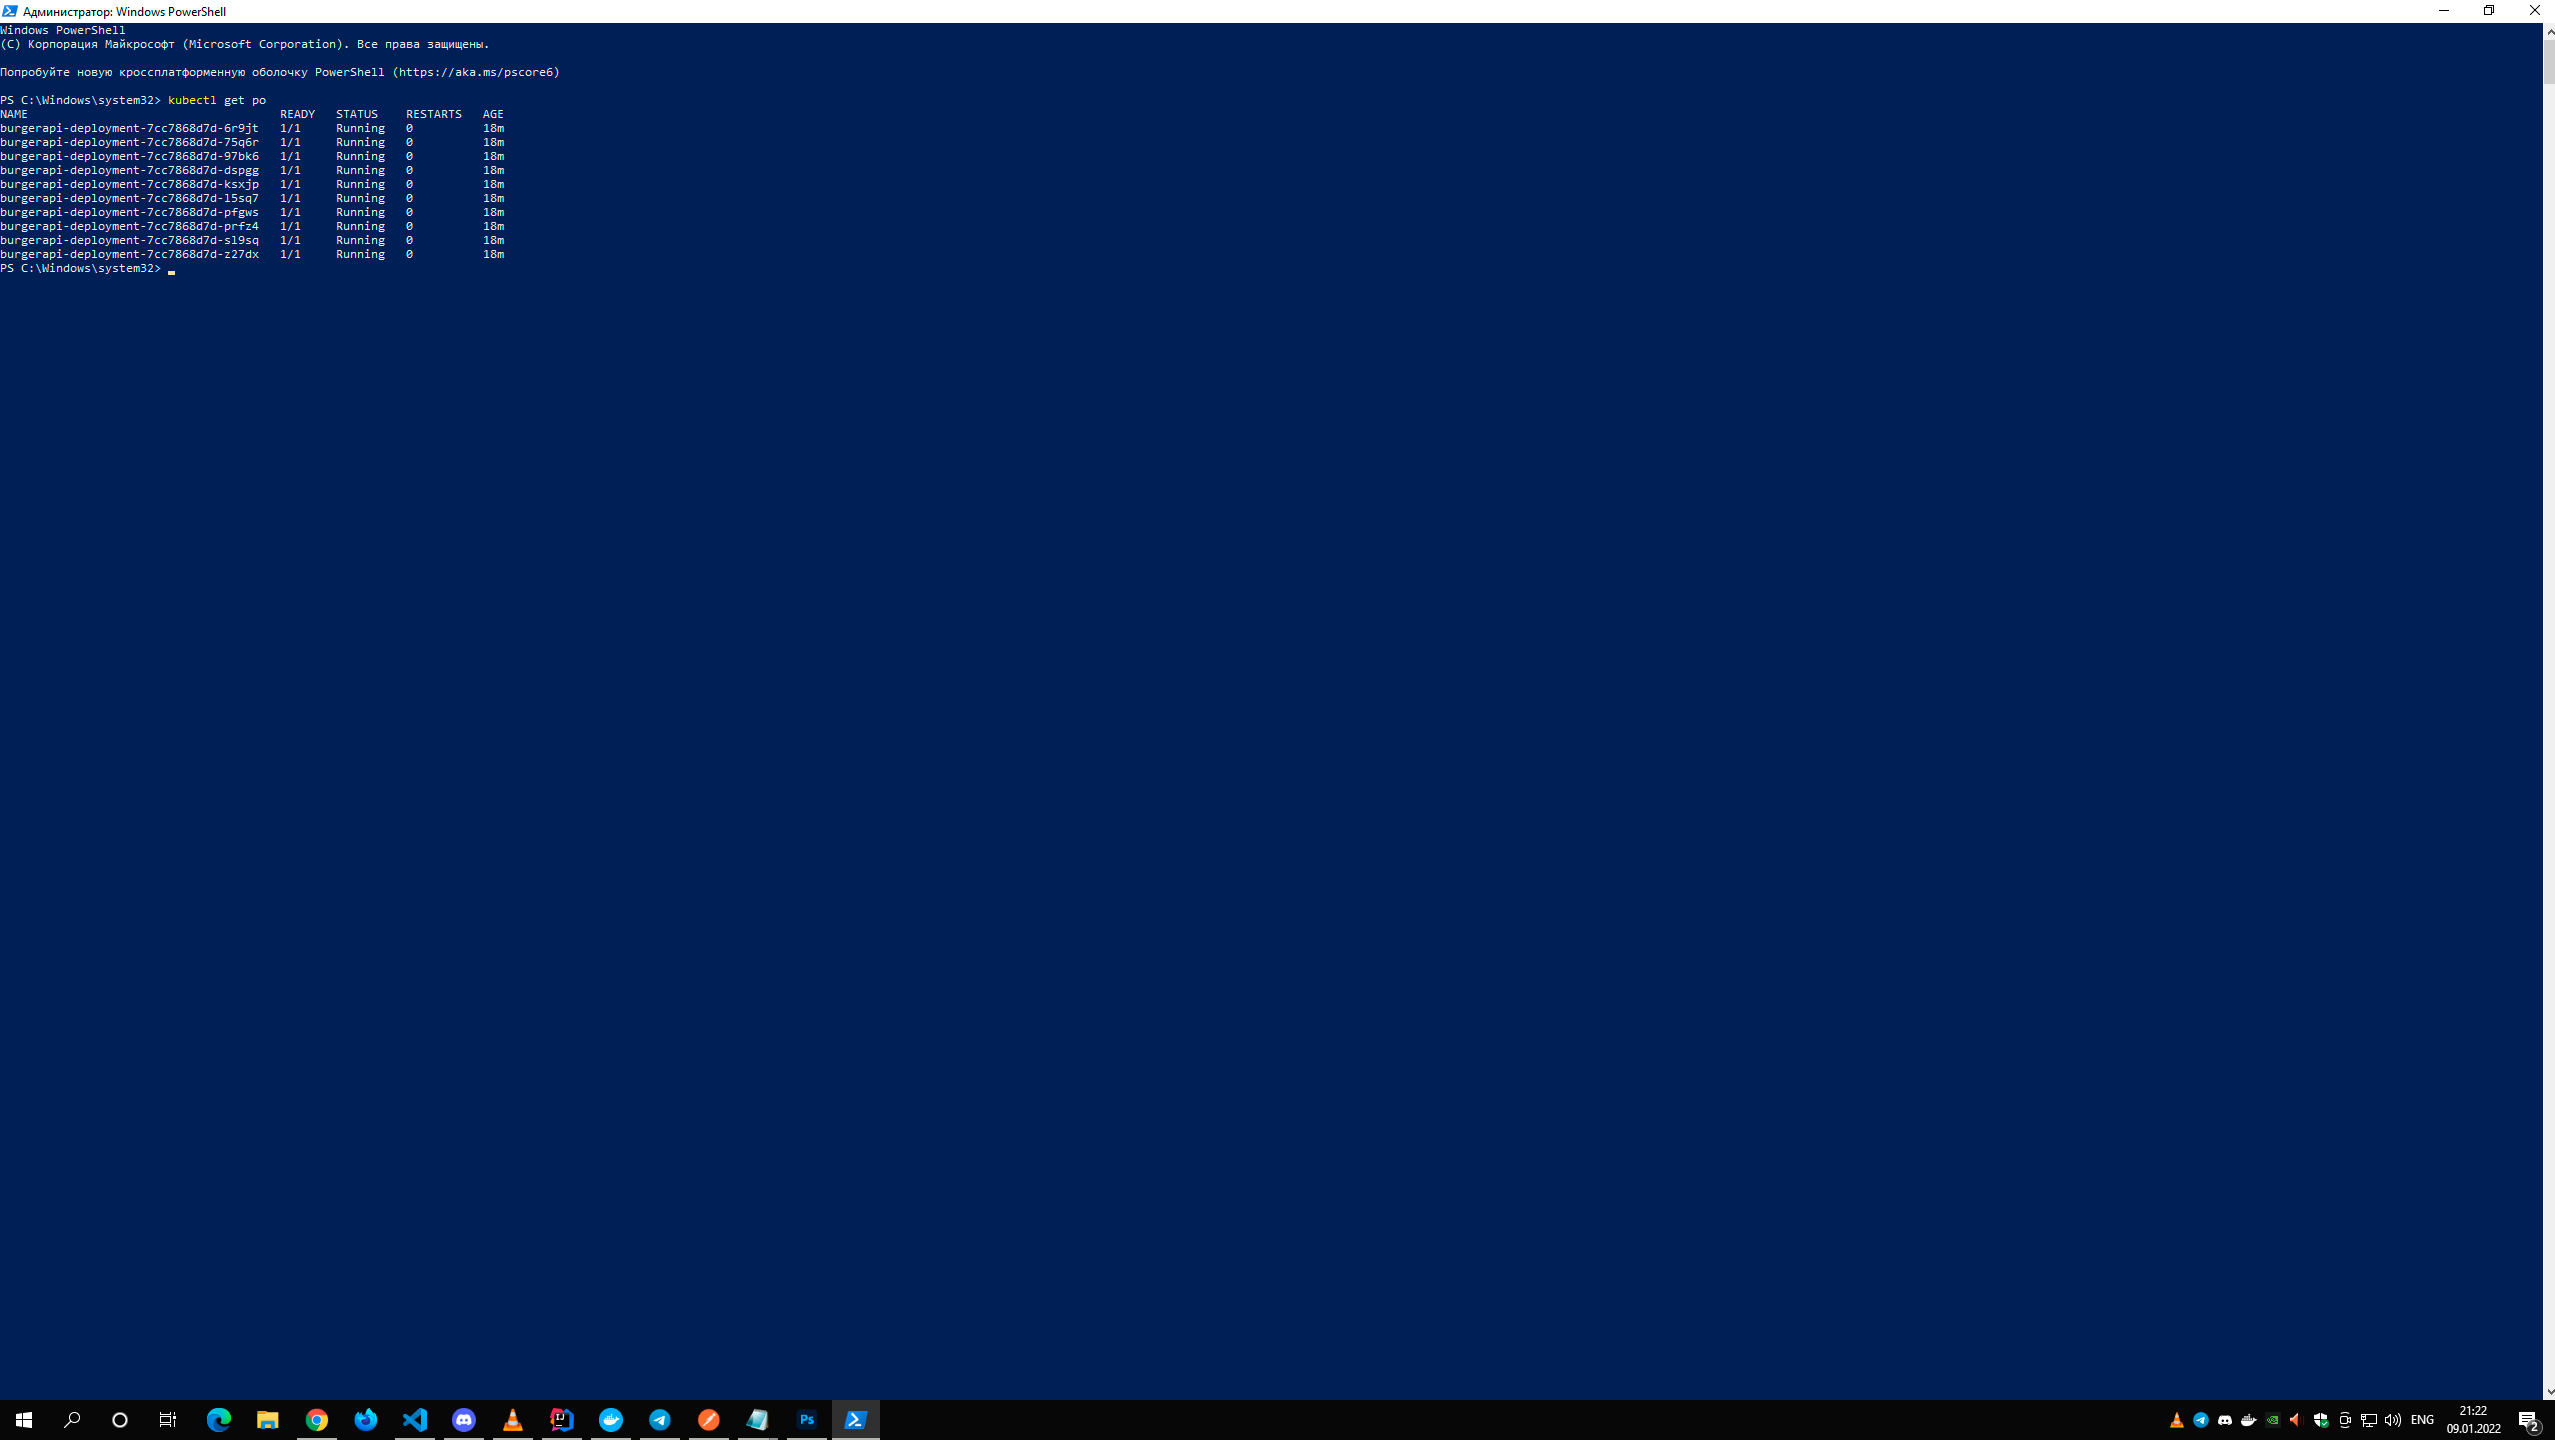 Администратор: Windows PowerShell
Windows PowerShell
(C) Корпорация Майкрософт (Microsoft Corporation). Все права защищены.
Попробуйте новую кроссплатформенную оболочку PowerShell (https://aka.ms/pscore6)
PS C:\Windows\system32> kubectl get po
NAME READY STATUS RESTARTS AGE
burgerapi-deployment-7cc7868d7d-6r9jt 1/1 Running 0 18m
burgerapi-deployment-7cc7868d7d-75q6r 1/1 Running 0 18m
burgerapi-deployment-7cc7868d7d-97bk6 1/1 Running 0 18m
burgerapi-deployment-7cc7868d7d-dspgg 1/1 Running 0 18m
burgerapi-deployment-7cc7868d7d-ksxjp 1/1 Running 0 18m
burgerapi-deployment-7cc7868d7d-l5sq7 1/1 Running 0 18m
burgerapi-deployment-7cc7868d7d-pfgws 1/1 Running 0 18m
burgerapi-deployment-7cc7868d7d-prfz4 1/1 Running 0 18m
burgerapi-deployment-7cc7868d7d-sl9sq 1/1 Running 0 18m
burgerapi-deployment-7cc7868d7d-z27dx 1/1 Running 0 18m
PS C:\Windows\system32>
IJ
Ps
ENG
21:22
09.01.2022
2